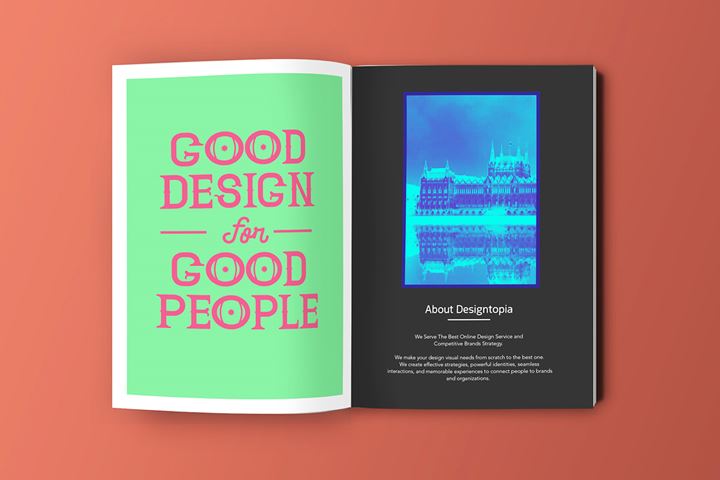 GOOD
DESIGN
for
GOOD
PEOPLE
About Designtopia
We Serve The Best Online Design Service and
Competitive Brands Strategy.
We make your design visual needs from scratch to the best one.
We create effective strategies, powerful identities, seamless
interactions, and memorable experiences to connect people to brands
and organizations.